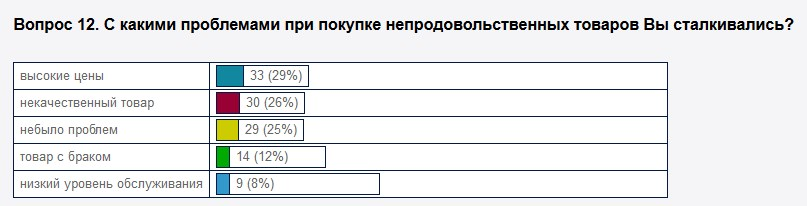 Вопрос 12. С какими проблемами при покупке непродовольственных товаров Вы сталкивались?
высокие цены 33 (29%)
некачественный товар 30 (26%)
небыло проблем 29 (25%)
товар с браком 14 (12%)
низкий уровень обслуживания 9 (8%)